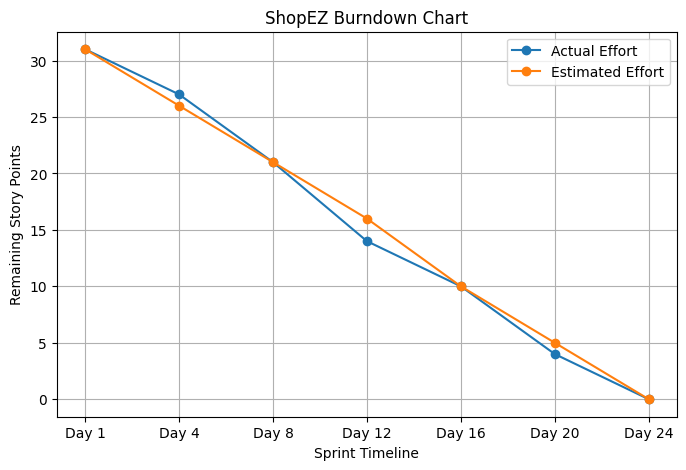 ShopEZ Burndown Chart
Actual Effort
Estimated Effort
Remaining Story Points
30
25
20
15
10
5
0
Day 1 Day 4 Day 8 Day 12 Day 16 Day 20 Day 24
Sprint Timeline